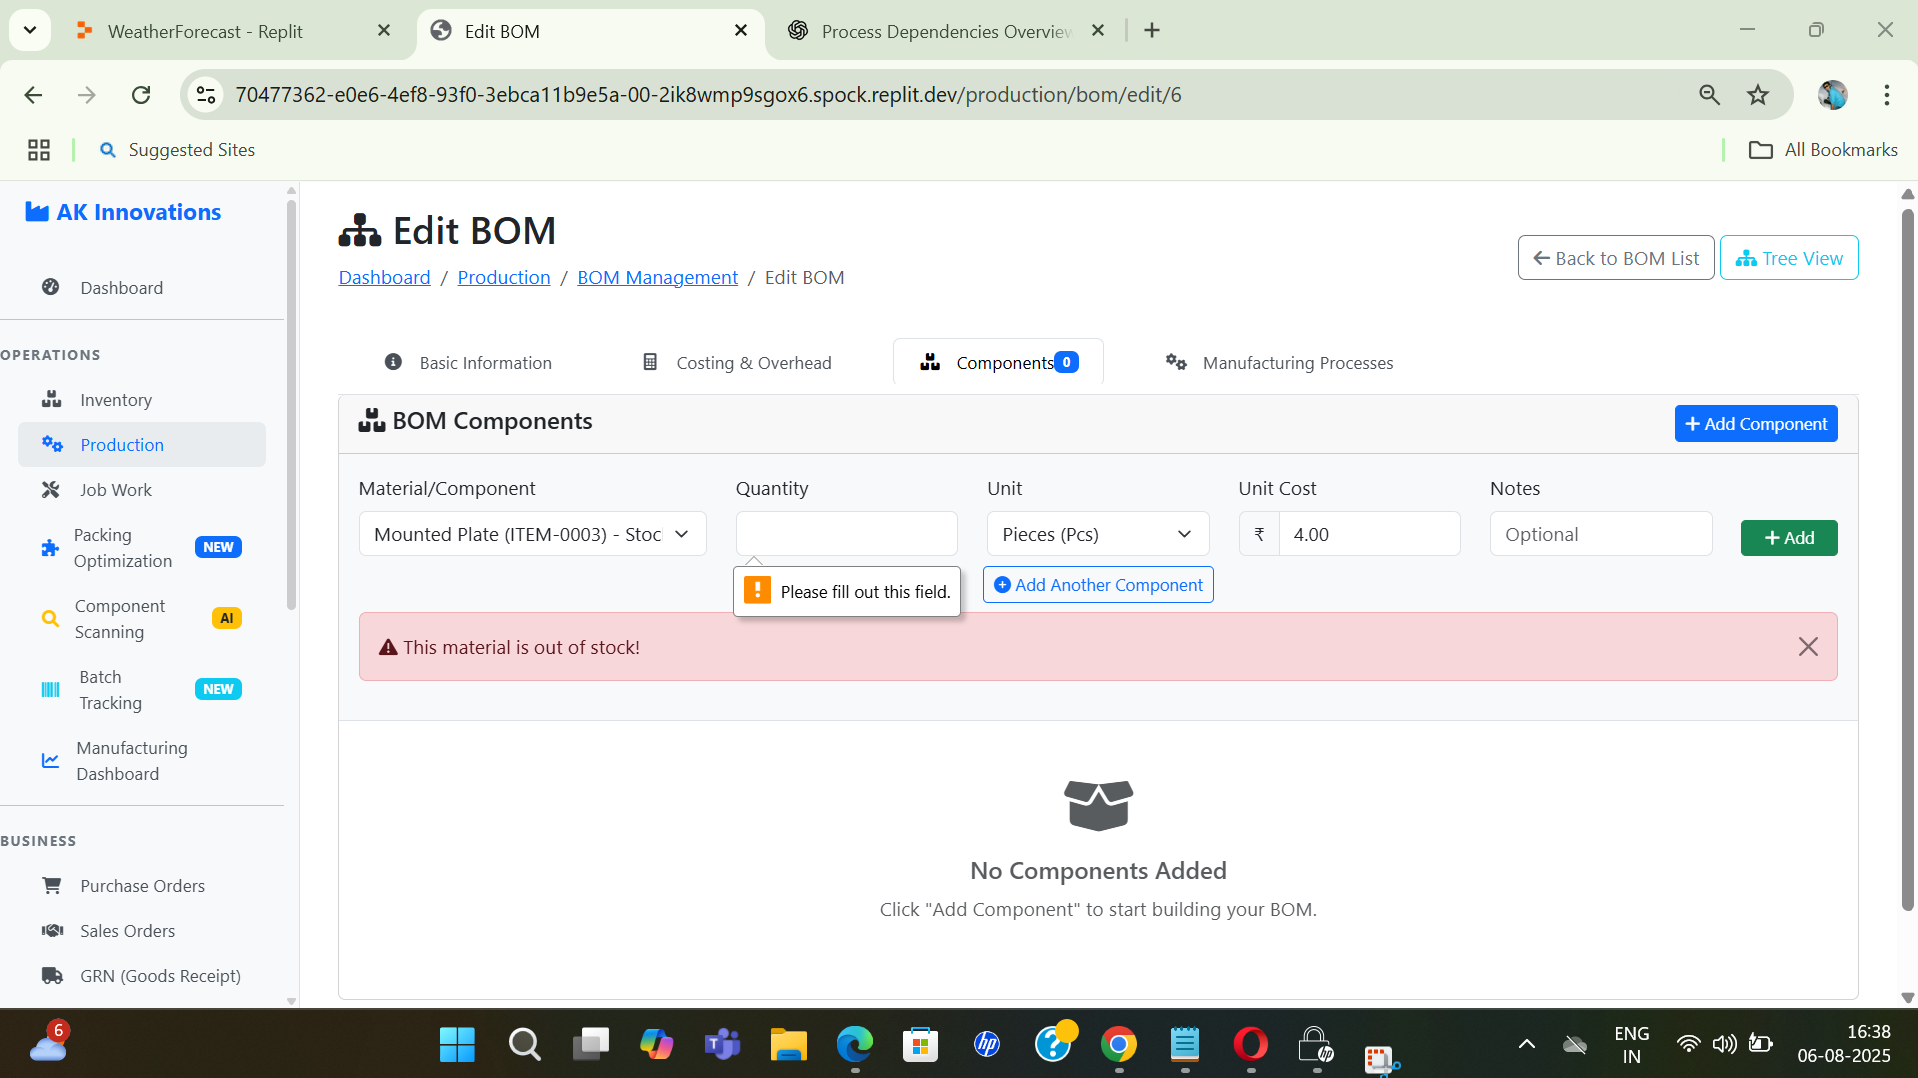 WeatherForecast - Replit
Edit BOM
Process Dependencies Overview
70477362-e0e6-4ef8-93f0-3ebca11b9e5a-00-2ik8wmp9sgox6.spock.replit.dev/production/bom/edit/6
Suggested Sites
All Bookmarks
AK Innovations
Dashboard
OPERATIONS
Inventory
Production
Job Work
Packing
Optimization
NEW
Component
Scanning
AI
Batch
Tracking
NEW
Manufacturing
Dashboard
BUSINESS
Purchase Orders
Sales Orders
GRN (Goods Receipt)
Edit BOM
Dashboard / Production / BOM Management / Edit BOM
Back to BOM List
Tree View
Basic Information
Costing & Overhead
Components 0
Manufacturing Processes
BOM Components
+ Add Component
Material/Component
Quantity
Unit
Unit Cost
Notes
Mounted Plate (ITEM-0003) - Stoc
Pieces (Pcs)
₹ 4.00
Optional
+ Add
Please fill out this field.
Add Another Component
This material is out of stock!
No Components Added
Click "Add Component" to start building your BOM.
6
ENG
IN
16:38
06-08-2025